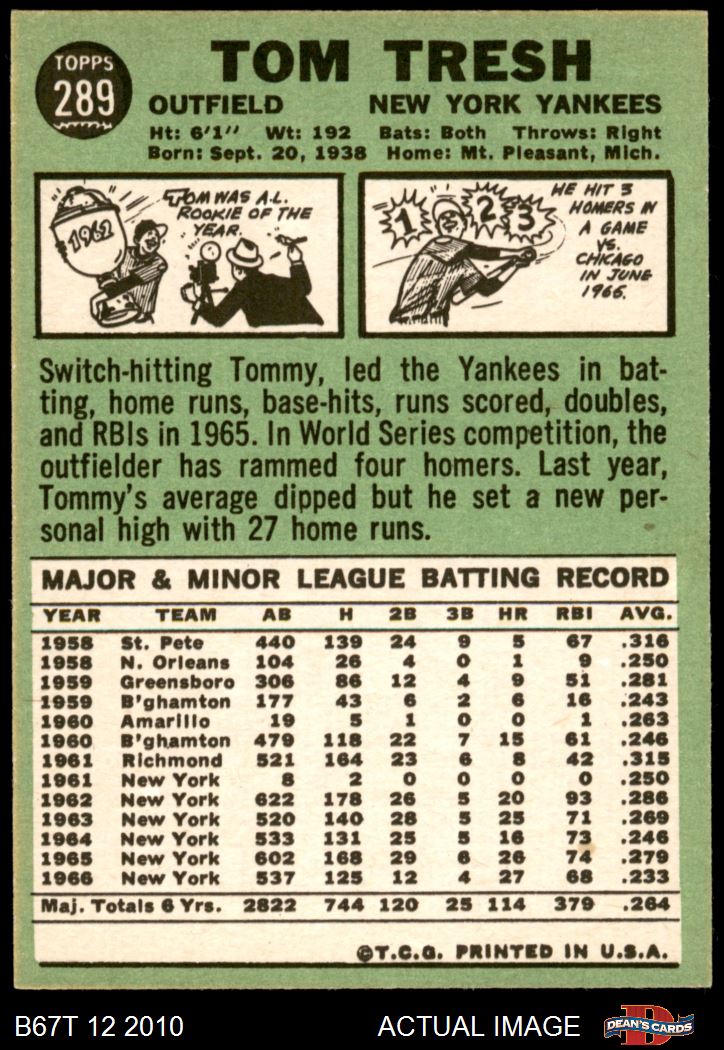 TOPPS
289
TOM TRESH
OUTFIELD NEW YORK YANKEES
Ht: 6'1" Wt: 192 Bats: Both Throws: Right
Born: Sept. 20, 1938 Home: Mt. Pleasant, Mich.
1962
TOM WAS A.L.
ROOKIE OF THE
YEAR.
1 2 3
HE HIT 3
HOMERS IN
A GAME
VS.
CHICAGO
IN JUNE
1966.
Switch-hitting Tommy, led the Yankees in bat-
ting, home runs, base-hits, runs scored, doubles,
and RBIs in 1965. In World Series competition, the
outfielder has rammed four homers. Last year,
Tommy's average dipped but he set a new per-
sonal high with 27 home runs.
MAJOR & MINOR LEAGUE BATTING RECORD
YEAR TEAM AB H 2B 3B HR RBI AVG.
1958 St. Pete 440 139 24 9 5 67 .316
1958 N. Orleans 104 26 4 0 1 9 .250
1959 Greensboro 306 86 12 4 9 51 .281
1959 B'ghamton 177 43 6 2 6 16 .243
1960 Amarillo 19 5 1 0 0 1 .263
1960 B'ghamton 479 118 22 7 15 61 .246
1961 Richmond 521 164 23 6 8 42 .315
1961 New York 8 2 0 0 0 0 .250
1962 New York 622 178 26 5 20 93 .286
1963 New York 520 140 28 5 25 71 .269
1964 New York 533 131 25 5 16 73 .246
1965 New York 602 168 29 6 26 74 .279
1966 New York 537 125 12 4 27 68 .233
Maj. Totals 6 Yrs. 2822 744 120 25 114 379 .264
©T.C.G. PRINTED IN U.S.A.
B67T 12 2010 ACTUAL IMAGE
D
DEAN'S CARDS